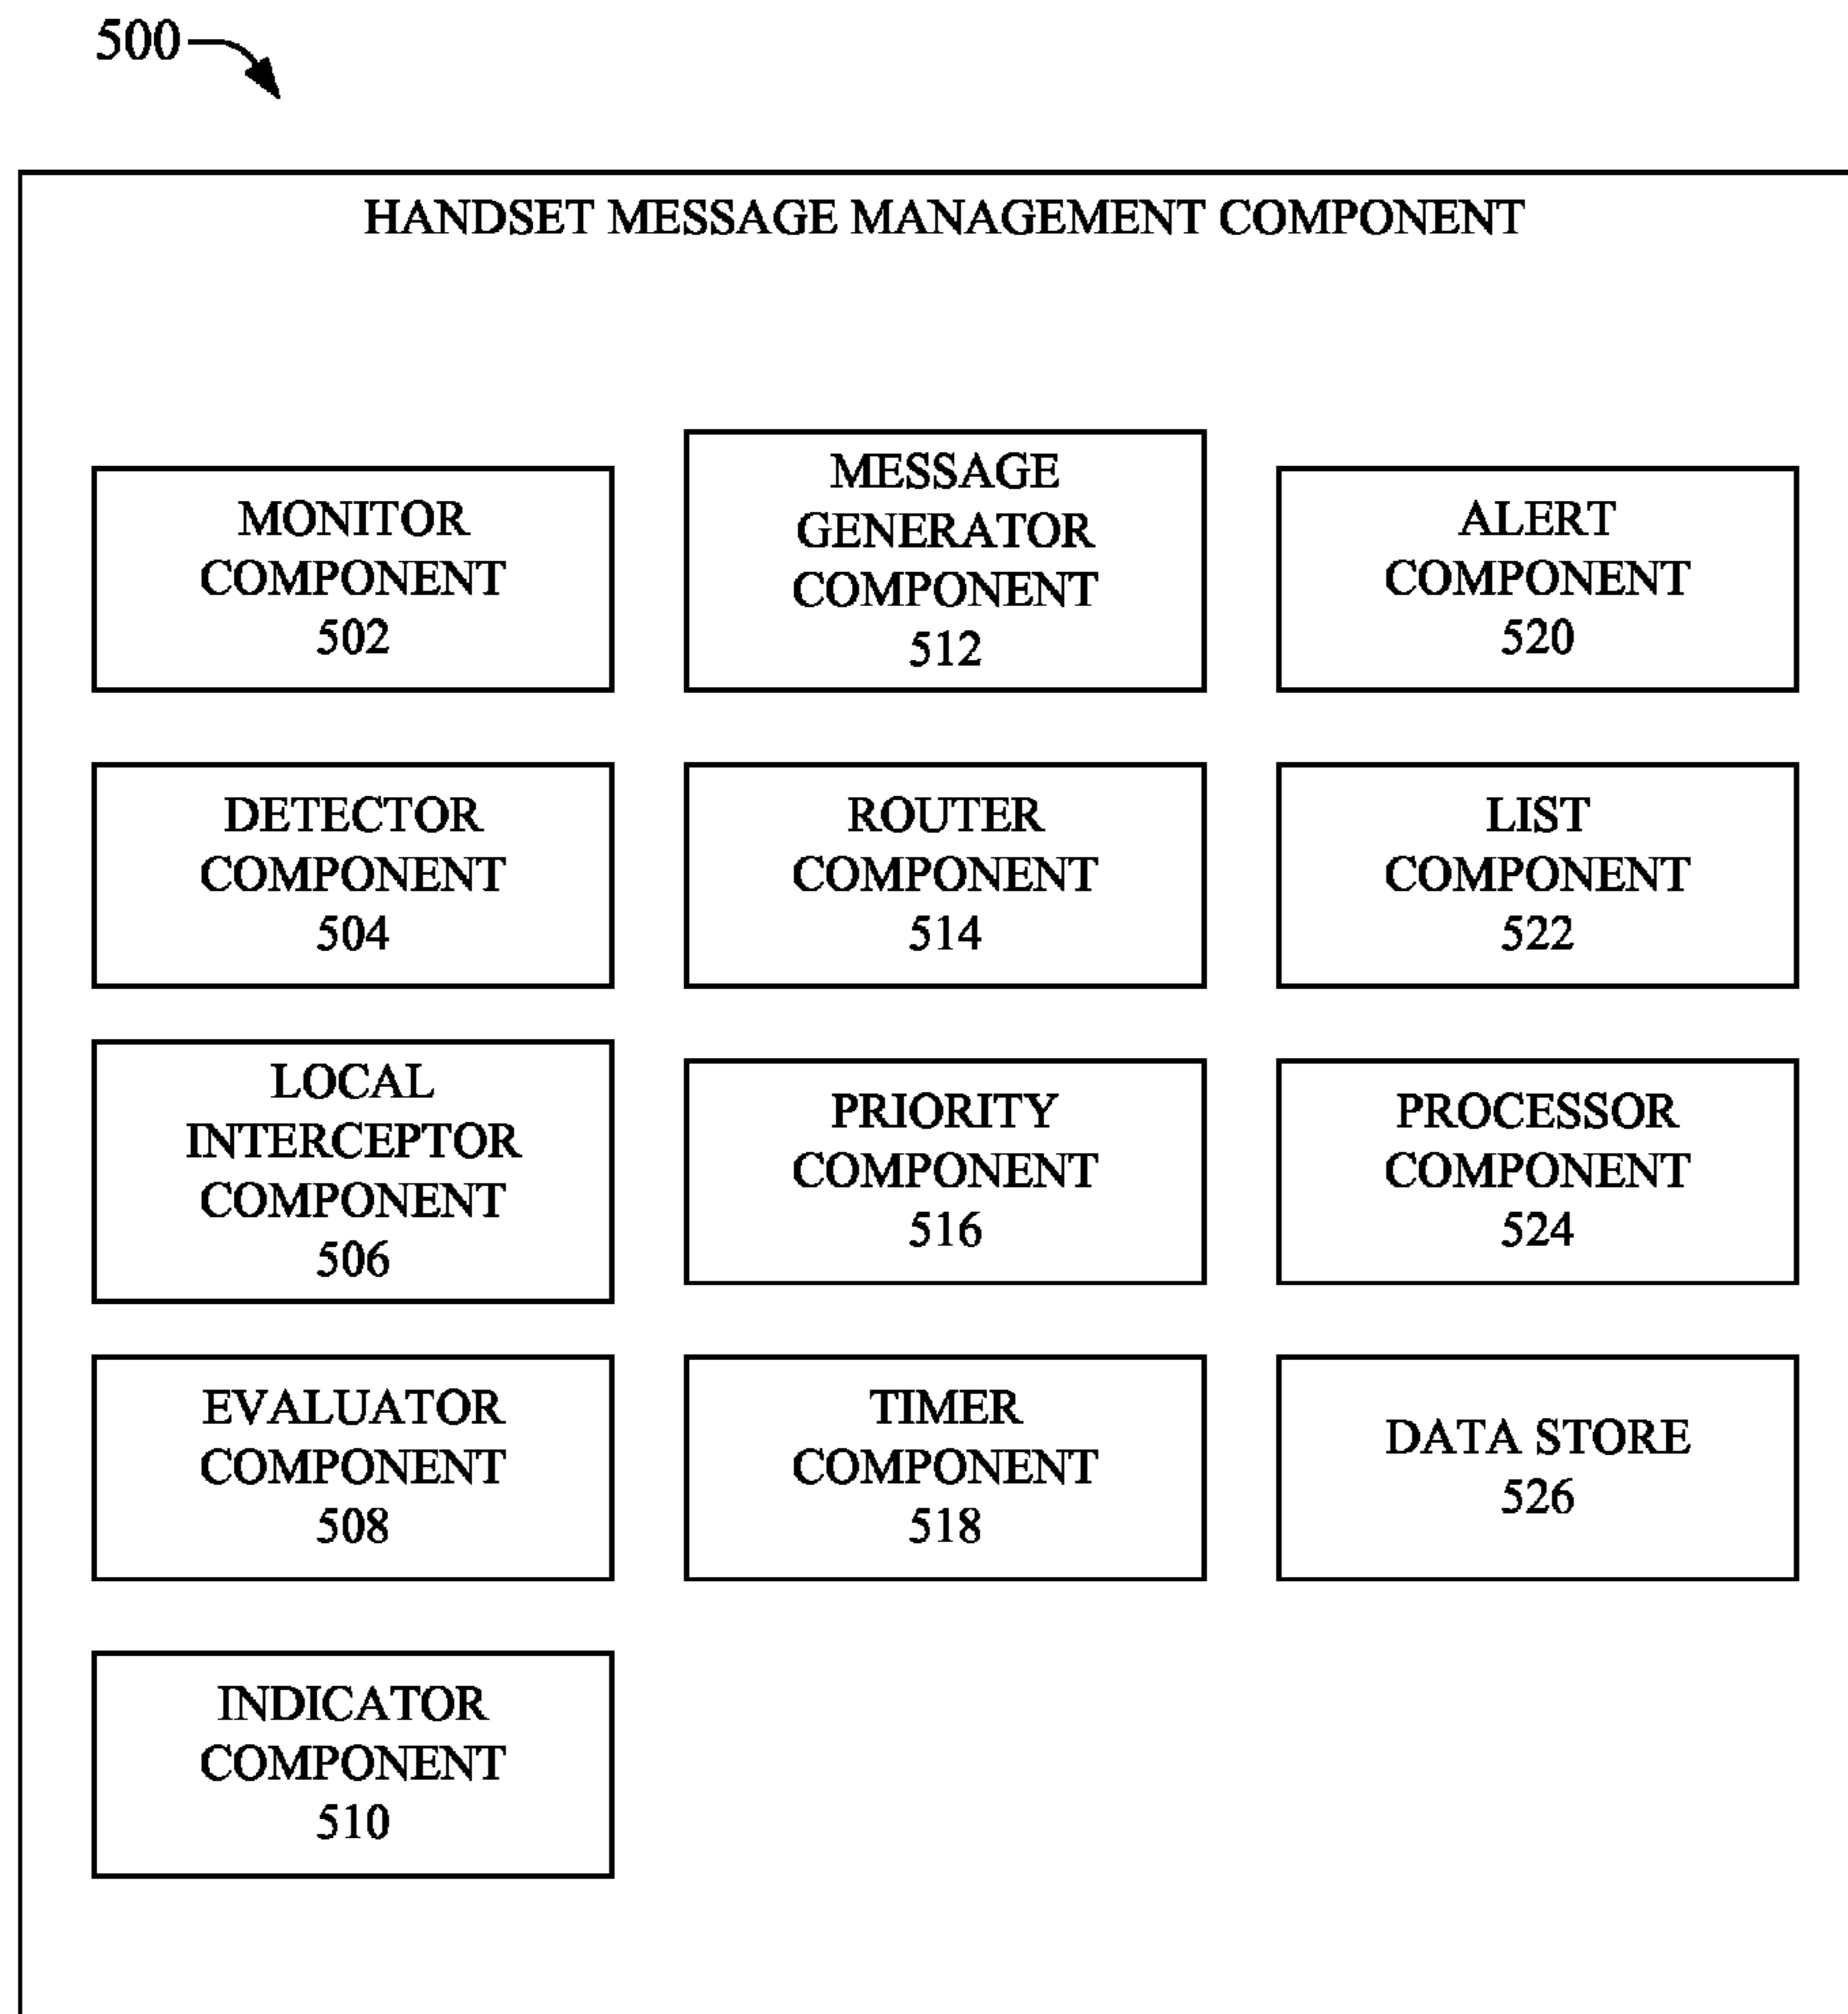 500
HANDSET MESSAGE MANAGEMENT COMPONENT
MONITOR
COMPONENT
502
DETECTOR
COMPONENT
504
LOCAL
INTERCEPTOR
COMPONENT
506
EVALUATOR
COMPONENT
508
INDICATOR
COMPONENT
510
MESSAGE
GENERATOR
COMPONENT
512
ROUTER
COMPONENT
514
PRIORITY
COMPONENT
516
TIMER
COMPONENT
518
ALERT
COMPONENT
520
LIST
COMPONENT
522
PROCESSOR
COMPONENT
524
DATA STORE
526